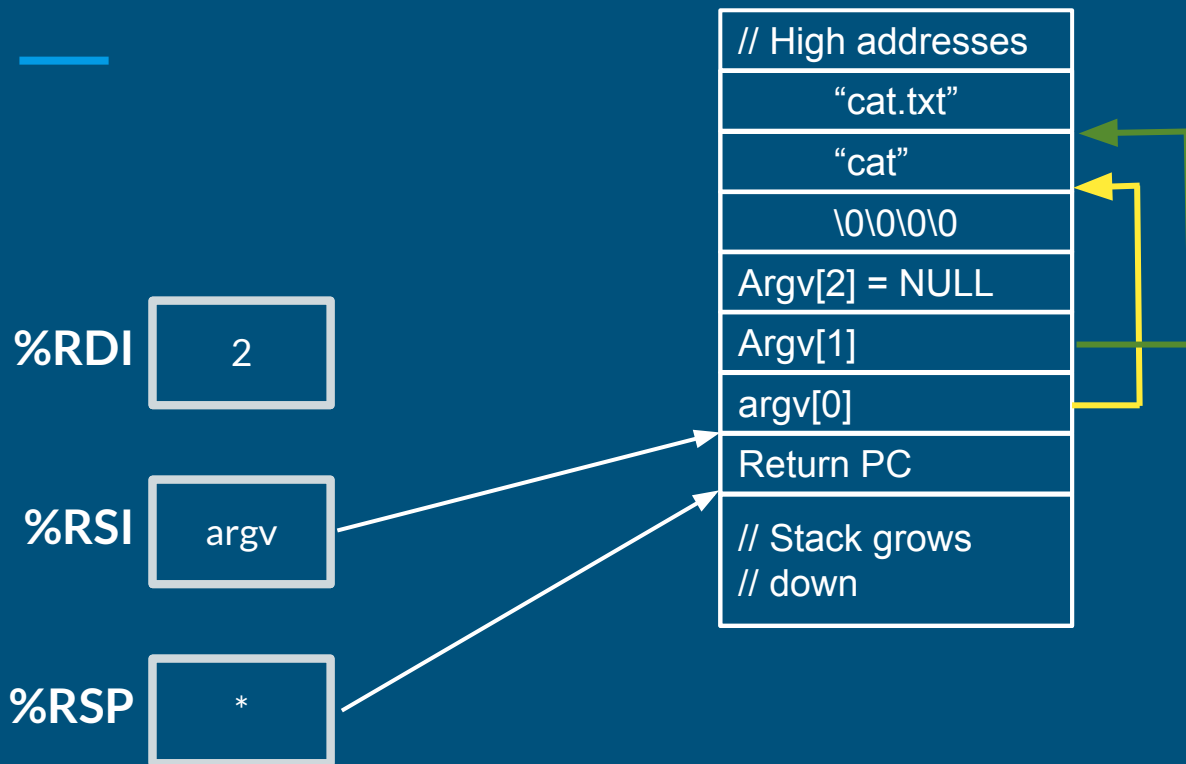 // High addresses
“cat.txt”
“cat”
\0\0\0\0
Argv[2] = NULL
%RDI
2
Argv[1]
argv[0]
Return PC
%RSI
argv
// Stack grows
// down
%RSP
*